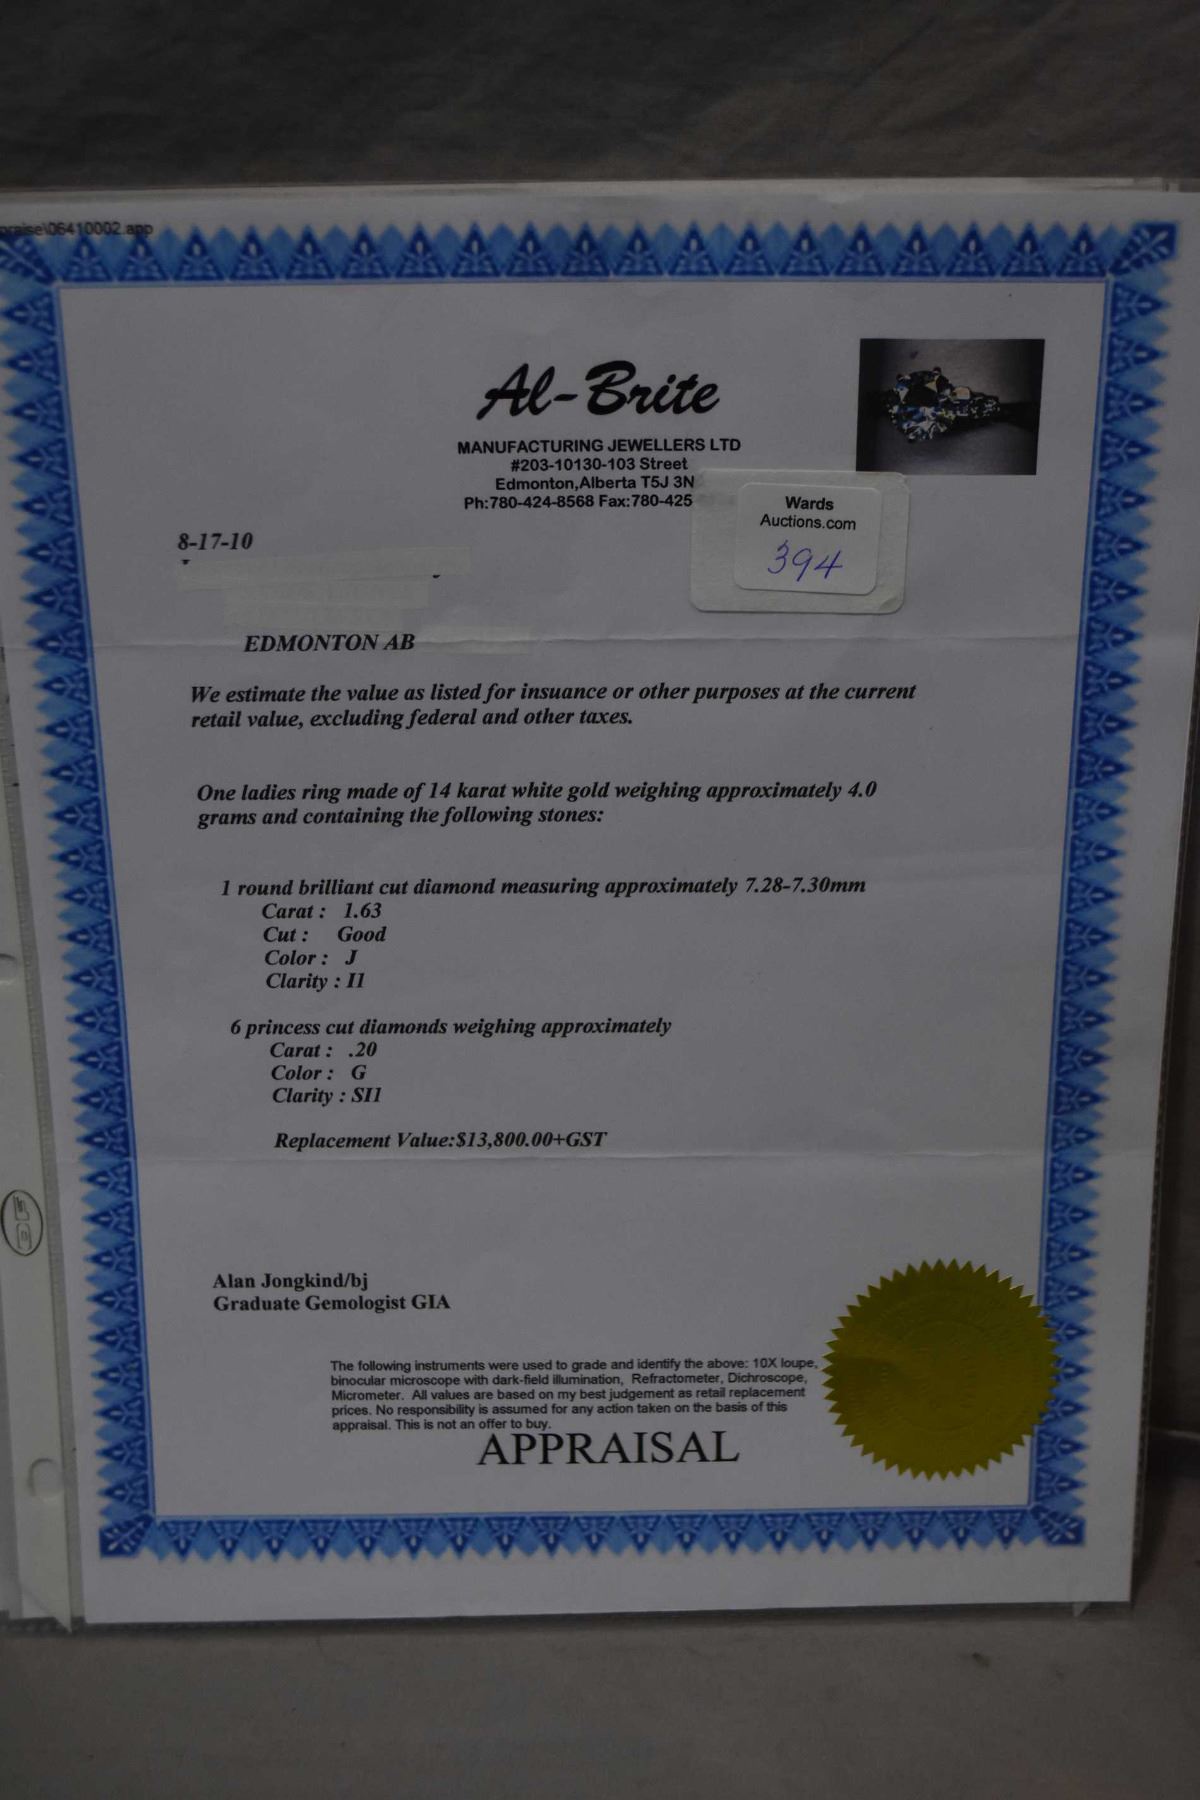 praise\06410002.app
Al-Brite
MANUFACTURING JEWELLERS LTD
#203-10130-103 Street
Edmonton,Alberta T5J 3N
Ph:780-424-8568 Fax:780-425
Wards
Auctions.com
394
8-17-10
EDMONTON AB
We estimate the value as listed for insuance or other purposes at the current
retail value, excluding federal and other taxes.
One ladies ring made of 14 karat white gold weighing approximately 4.0
grams and containing the following stones:
1 round brilliant cut diamond measuring approximately 7.28-7.30mm
Carat : 1.63
Cut : Good
Color : J
Clarity : I1
6 princess cut diamonds weighing approximately
Carat : .20
Color : G
Clarity : SI1
Replacement Value:$13,800.00+GST
Alan Jongkind/bj
Graduate Gemologist GIA
The following instruments were used to grade and identify the above: 10X loupe,
binocular microscope with dark-field illumination, Refractometer, Dichroscope,
Micrometer. All values are based on my best judgement as retail replacement
prices. No responsibility is assumed for any action taken on the basis of this
appraisal. This is not an offer to buy.
APPRAISAL